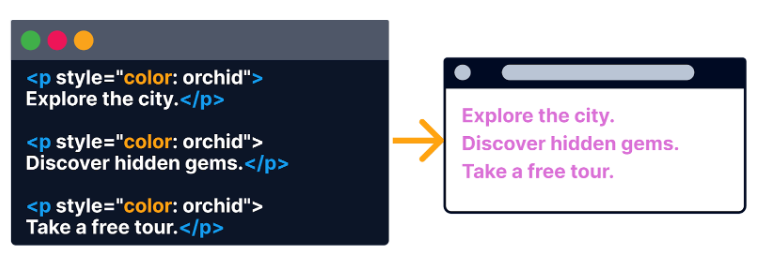 <p style="color: orchid">
Explore the city.</p>
<p style="color: orchid">
Discover hidden gems.</p>
<p style="color: orchid">
Take a free tour.</p>
Explore the city.
Discover hidden gems.
Take a free tour.